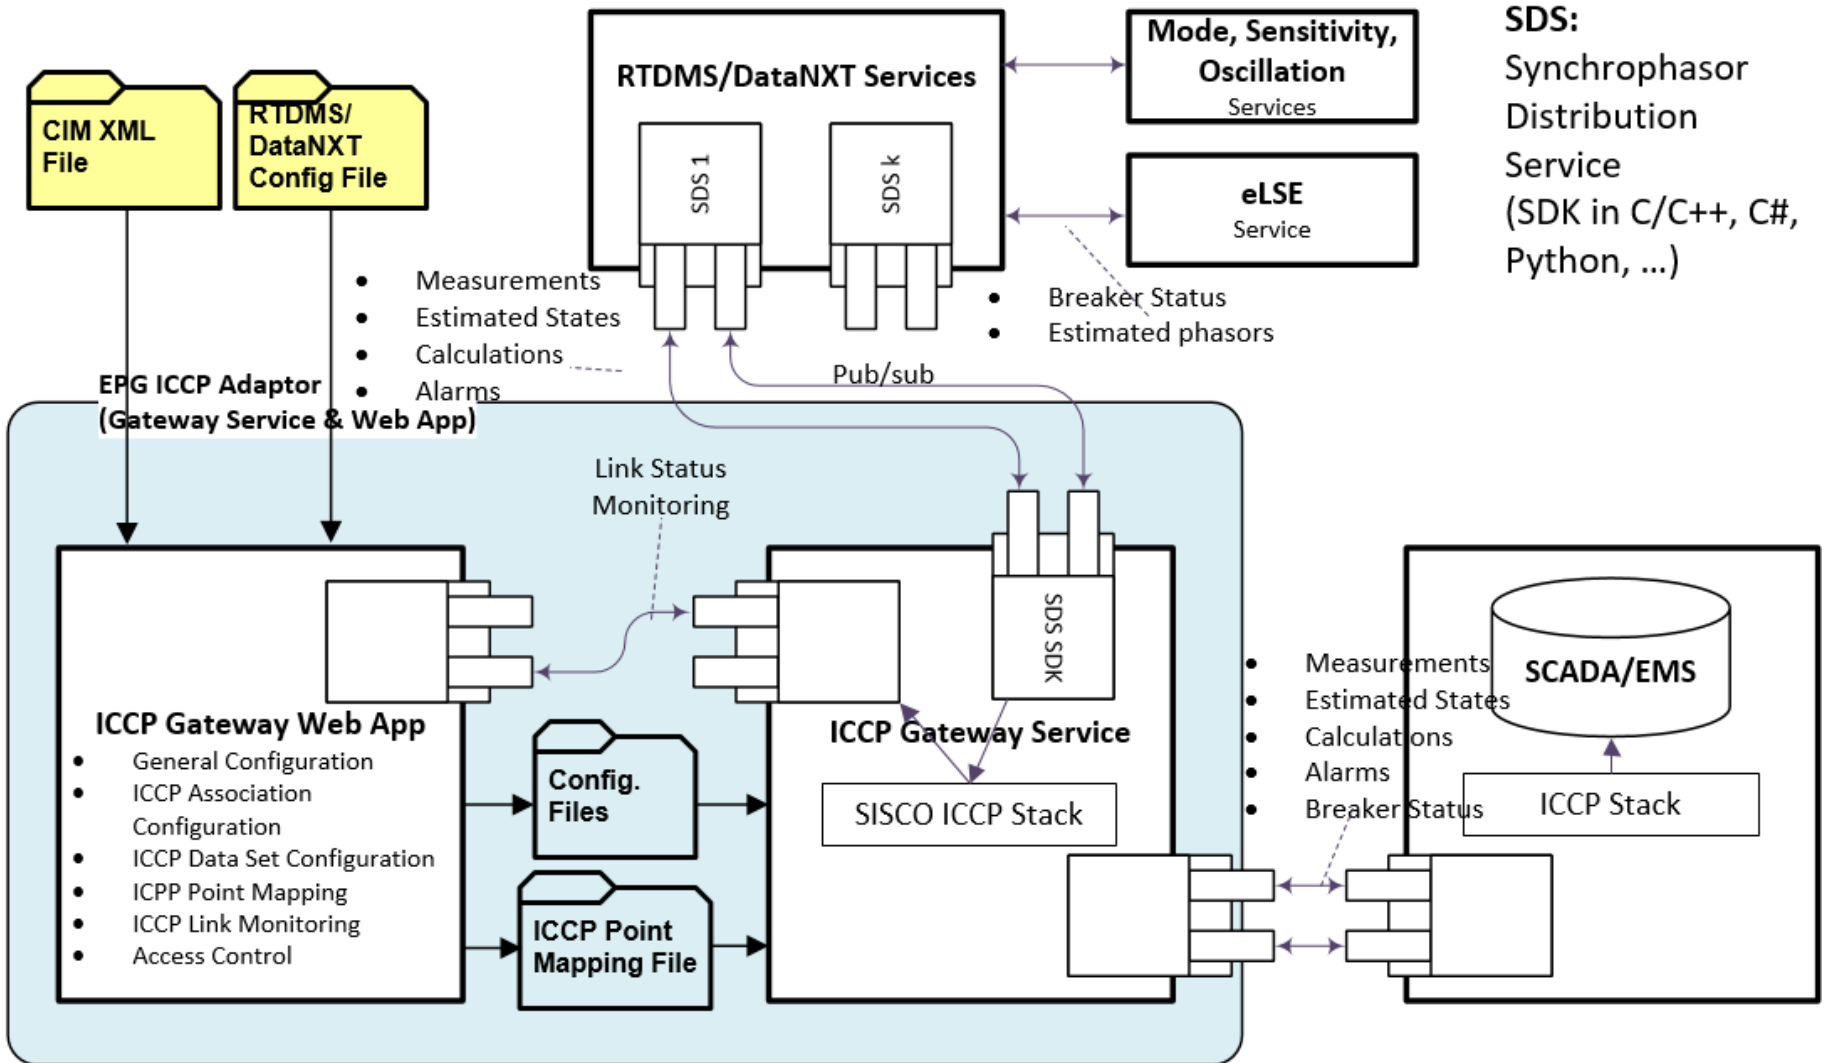 SDS:
Synchrophasor
Distribution
Service
(SDK in C/C++, C#,
Python, ...)
Mode, Sensitivity,
Oscillation
Services
RTDMS/DataNXT Services
SDS 1
SDS k
eLSE
Service
CIM XML
File
RTDMS/
DataNXT
Config File
• Measurements
• Estimated States
• Calculations
• Alarms
• Breaker Status
• Estimated phasors
Pub/sub
EPG ICCP Adaptor
(Gateway Service & Web App)
Link Status
Monitoring
SDS SDK
ICCP Gateway Web App
• General Configuration
• ICCP Association
Configuration
• ICCP Data Set Configuration
• ICPP Point Mapping
• ICCP Link Monitoring
• Access Control
Config.
Files
ICCP Point
Mapping File
ICCP Gateway Service
SISCO ICCP Stack
• Measurements
• Estimated States
• Calculations
• Alarms
• Breaker Status
SCADA/EMS
ICCP Stack